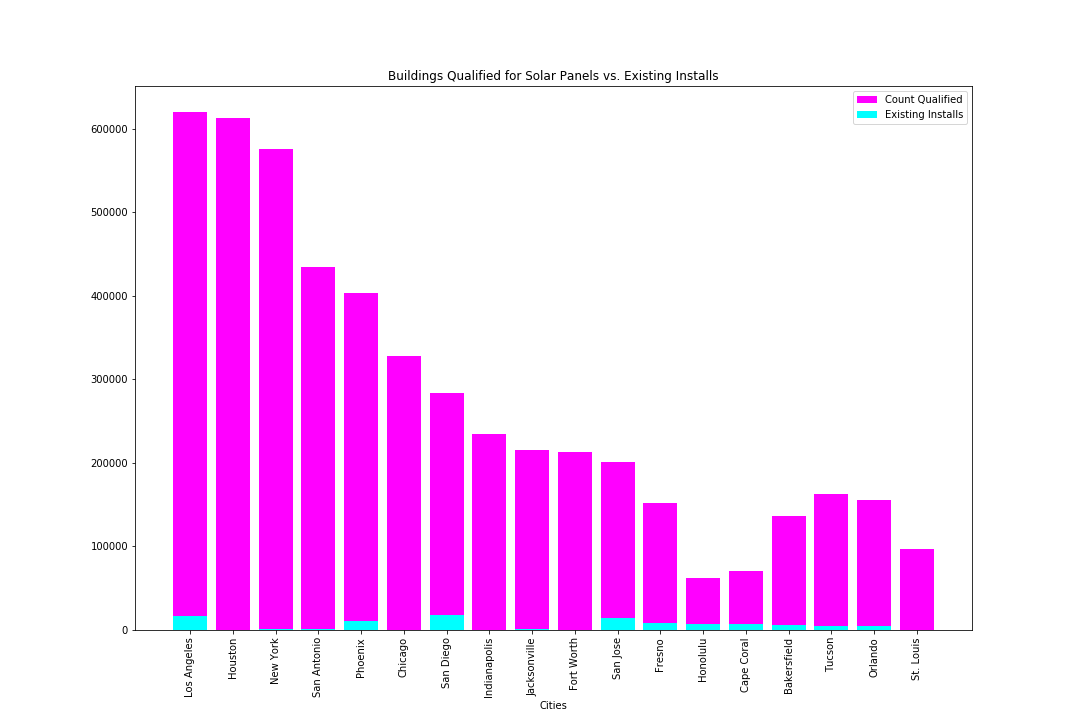 Buildings Qualified for Solar Panels vs. Existing Installs
Count Qualified
Existing Installs
600000
500000
400000
300000
200000
100000
0
Los Angeles
Houston
New York
San Antonio
Phoenix
Chicago
San Diego
Indianapolis
Jacksonville
Fort Worth
San Jose
Fresno
Honolulu
Cape Coral
Bakersfield
Tucson
Orlando
St. Louis
Cities